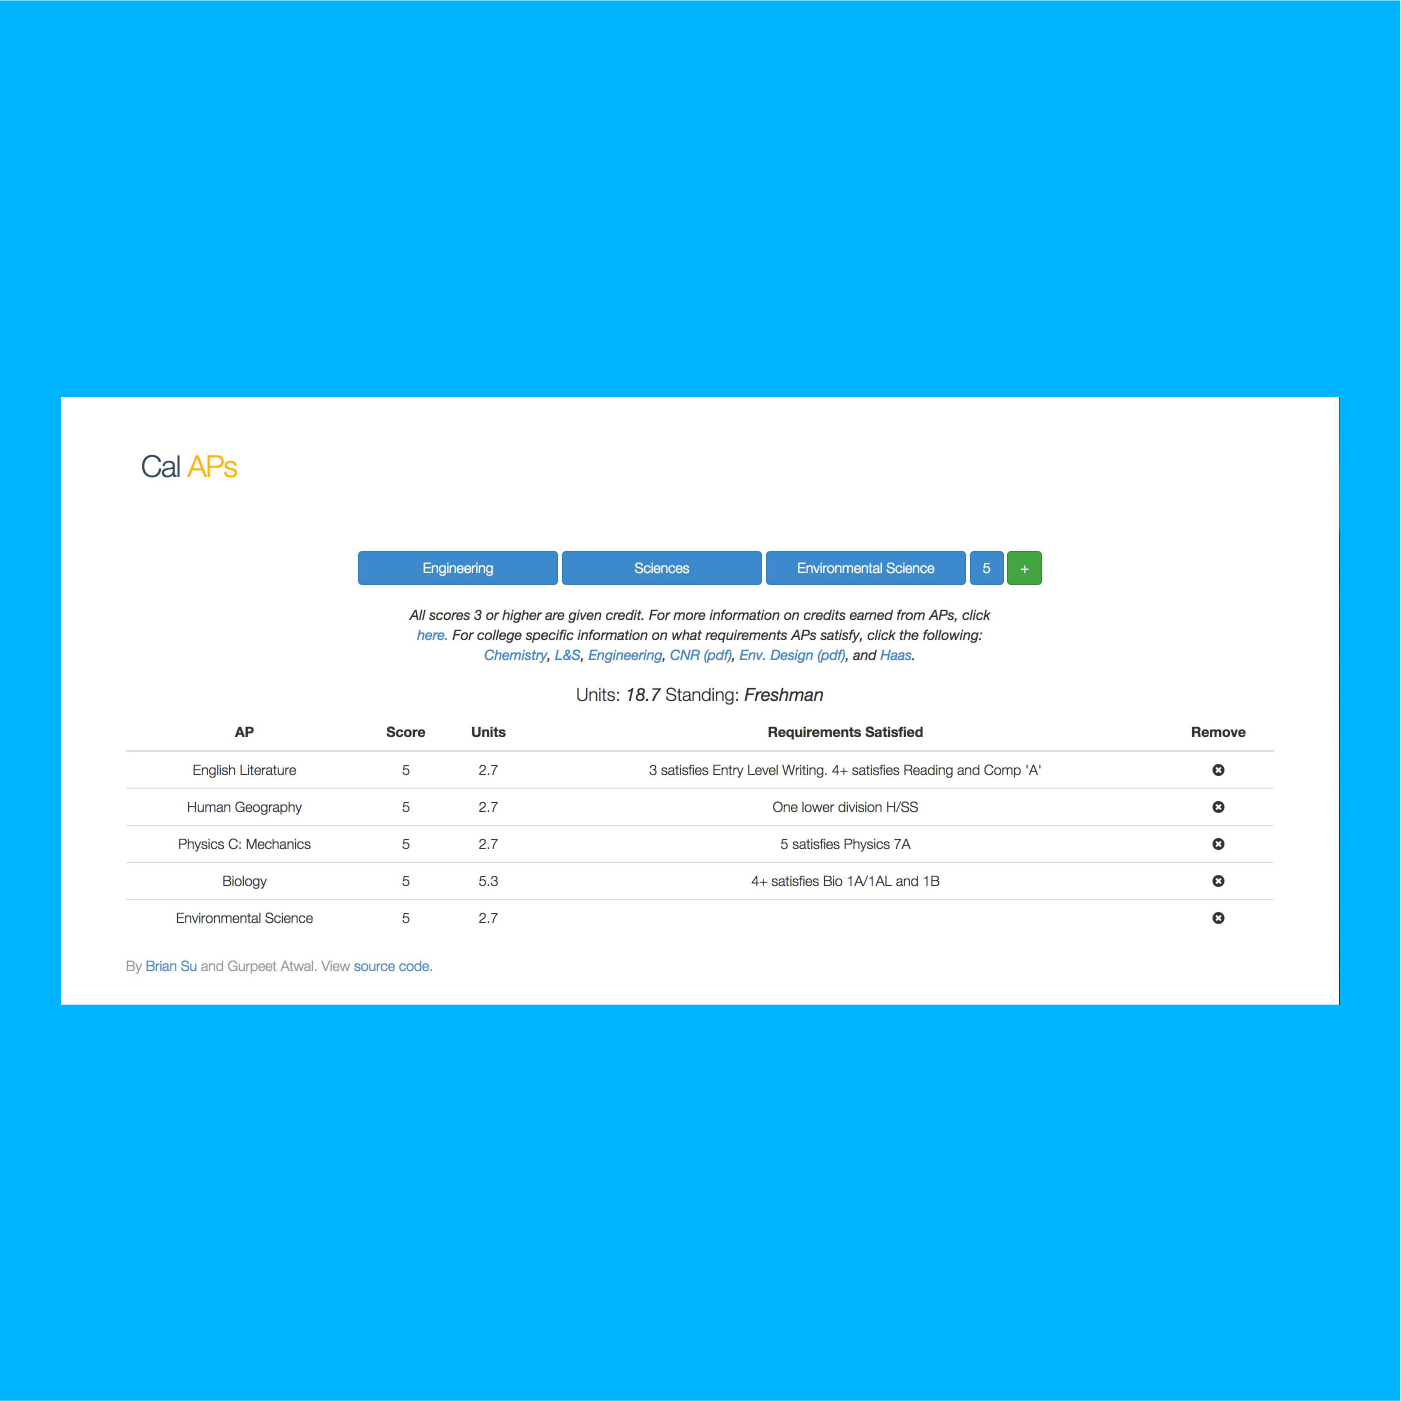 Cal APs
Engineering Sciences Environmental Science 5 +
All scores 3 or higher are given credit. For more information on credits earned from APs, click
here. For college specific information on what requirements APs satisfy, click the following:
Chemistry, L&S, Engineering, CNR (pdf), Env. Design (pdf), and Haas.
Units: 18.7 Standing: Freshman
AP Score Units Requirements Satisfied Remove
English Literature 5 2.7 3 satisfies Entry Level Writing. 4+ satisfies Reading and Comp 'A'
Human Geography 5 2.7 One lower division H/SS
Physics C: Mechanics 5 2.7 5 satisfies Physics 7A
Biology 5 5.3 4+ satisfies Bio 1A/1AL and 1B
Environmental Science 5 2.7
By Brian Su and Gurpeet Atwal. View source code.